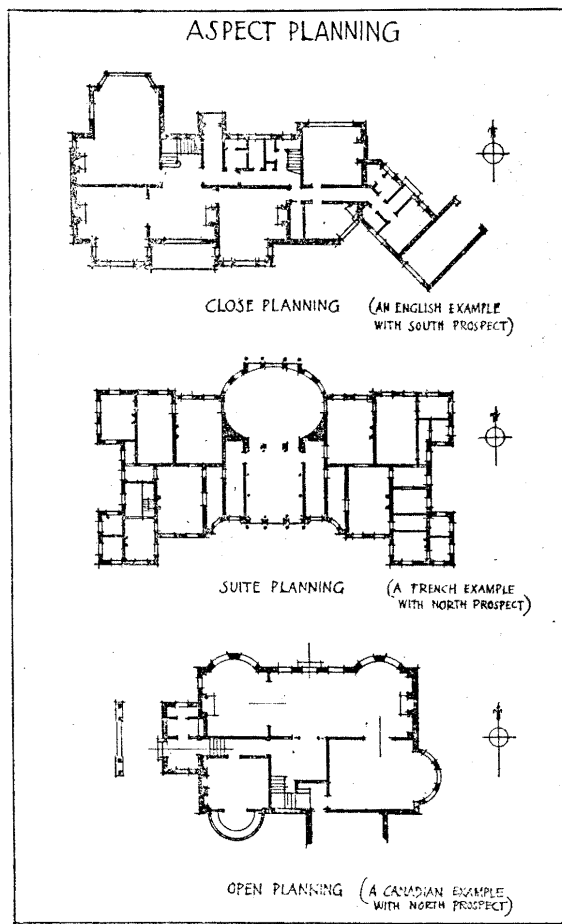 ASPECT PLANNING
CLOSE PLANNING
(AN ENGLISH EXAMPLE
WITH SOUTH PROSPECT)
SUITE PLANNING
(A FRENCH EXAMPLE
WITH NORTH PROSPECT)
OPEN PLANNING
(A CANADIAN EXAMPLE
WITH NORTH PROSPECT)